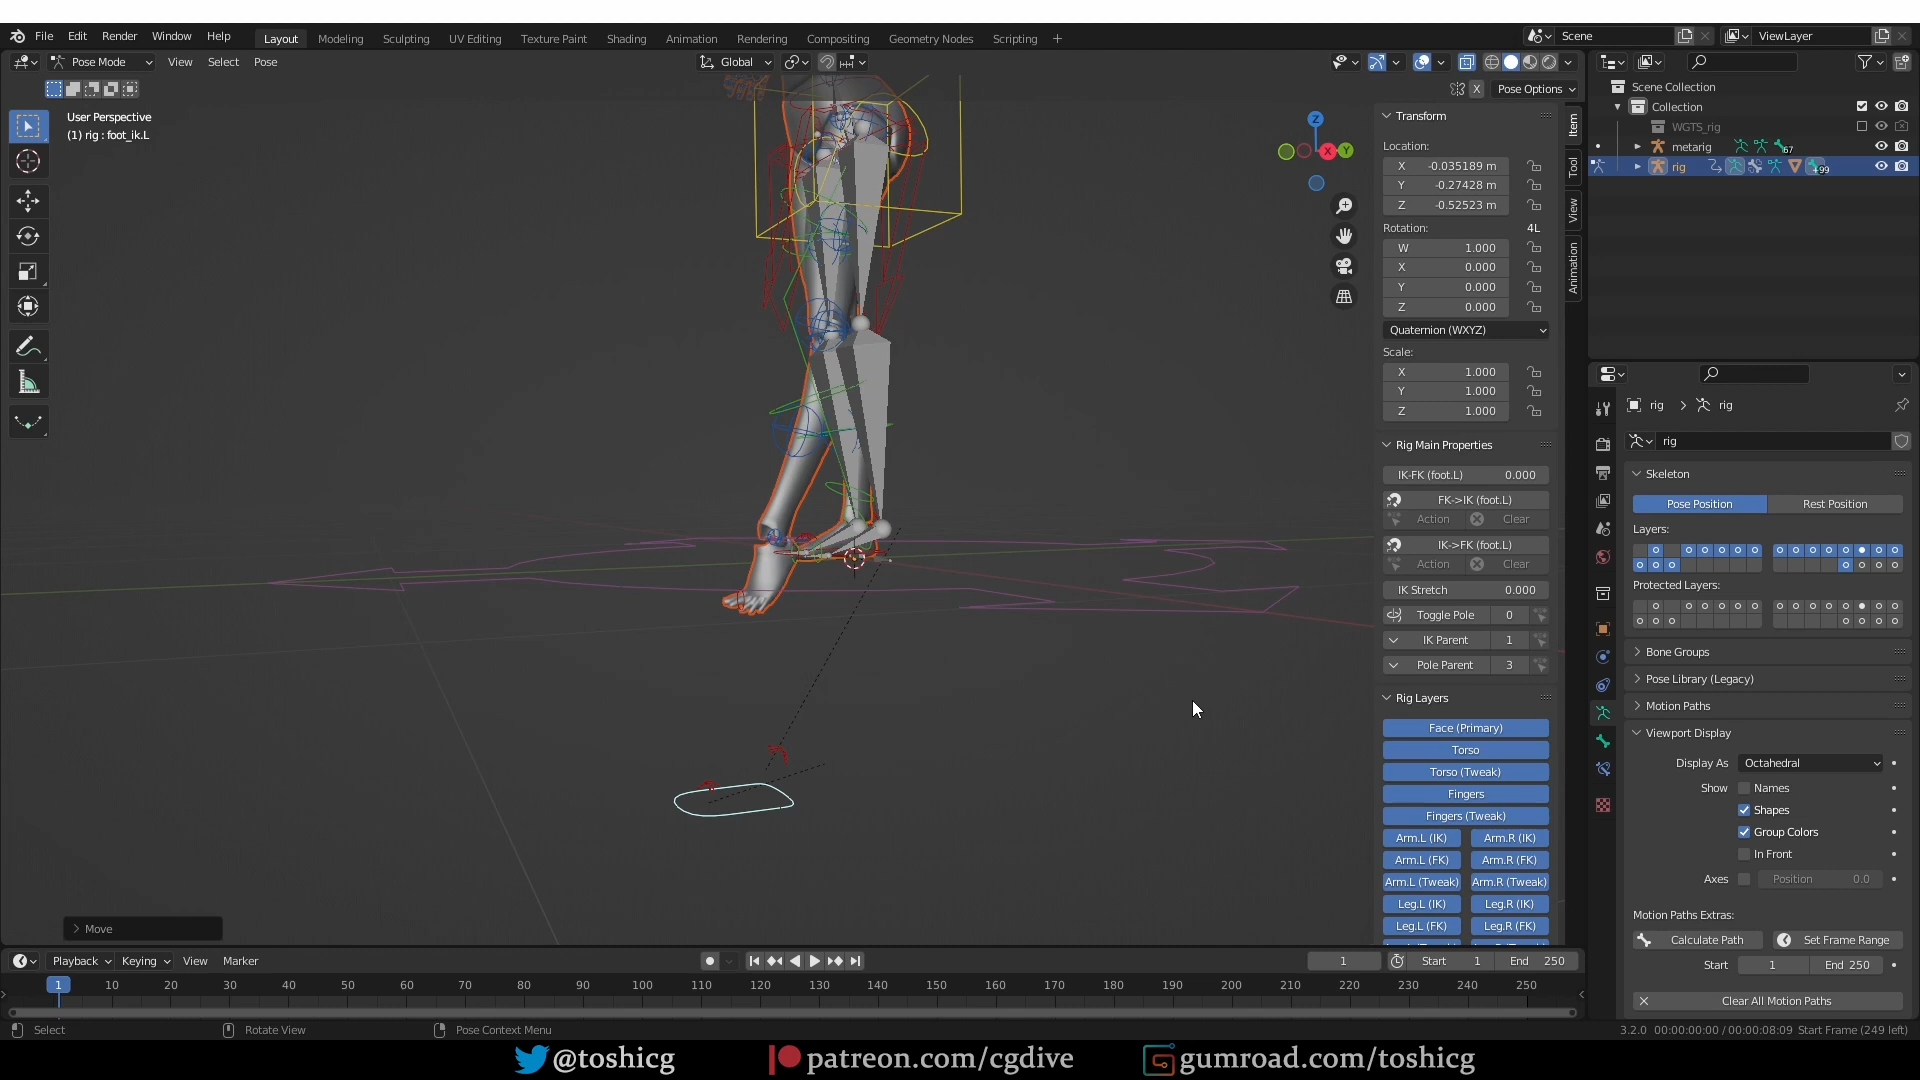 File Edit Render Window Help Layout Modeling Sculpting UV Editing Texture Paint Shading Animation Rendering Compositing Geometry Nodes Scripting + Scene ViewLayer
Pose Mode View Select Pose Global
X Pose Options
User Perspective
(1) rig : foot_ik.L
Z
X Y
Item
Tool
View
Animation
Transform
Location:
X -0.035189 m
Y -0.27428 m
Z -0.52523 m
Rotation: 4L
W 1.000
X 0.000
Y 0.000
Z 0.000
Quaternion (WXYZ)
Scale:
X 1.000
Y 1.000
Z 1.000
Rig Main Properties
IK-FK (foot.L) 0.000
FK->IK (foot.L)
Action Clear
IK->FK (foot.L)
Action Clear
IK Stretch 0.000
Toggle Pole 0
IK Parent 1
Pole Parent 3
Rig Layers
Face (Primary)
Torso
Torso (Tweak)
Fingers
Fingers (Tweak)
Arm.L (IK) Arm.R (IK)
Arm.L (FK) Arm.R (FK)
Arm.L (Tweak) Arm.R (Tweak)
Leg.L (IK) Leg.R (IK)
Leg.L (FK) Leg.R (FK)
Scene Collection
Collection
WGTS_rig
metarig 67
rig +99
rig > rig
rig
Skeleton
Pose Position Rest Position
Layers:
Protected Layers:
Bone Groups
Pose Library (Legacy)
Motion Paths
Viewport Display
Display As Octahedral
Show Names
Shapes
Group Colors
In Front
Axes Position 0.0
Motion Paths Extras:
Calculate Path Set Frame Range
Start 1 End 250
Clear All Motion Paths
Move
Playback Keying View Marker 1 Start 1 End 250
1 10 20 30 40 50 60 70 80 90 100 110 120 130 140 150 160 170 180 190 200 210 220 230 240 250
Select Rotate View Pose Context Menu 3.2.0 00:00:00:00 / 00:00:08:09 Start Frame (249 left)
@toshicg patreon.com/cgdive gumroad.com/toshicg